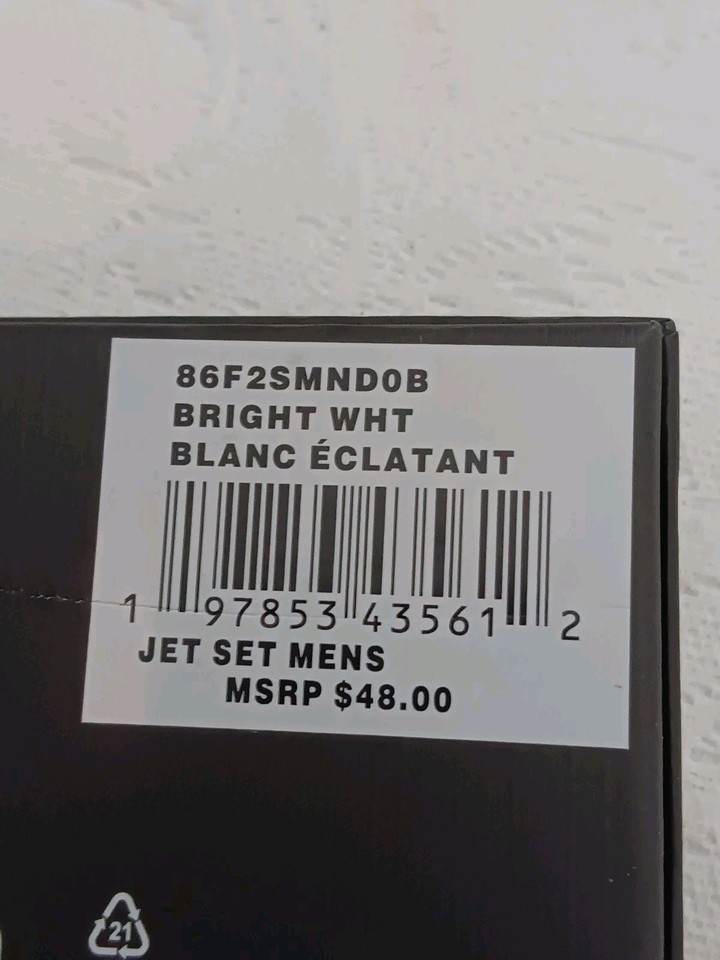 86F2SMND0B
BRIGHT WHT
BLANC ÉCLATANT
1 97853 43561 2
JET SET MENS
MSRP $48.00
21